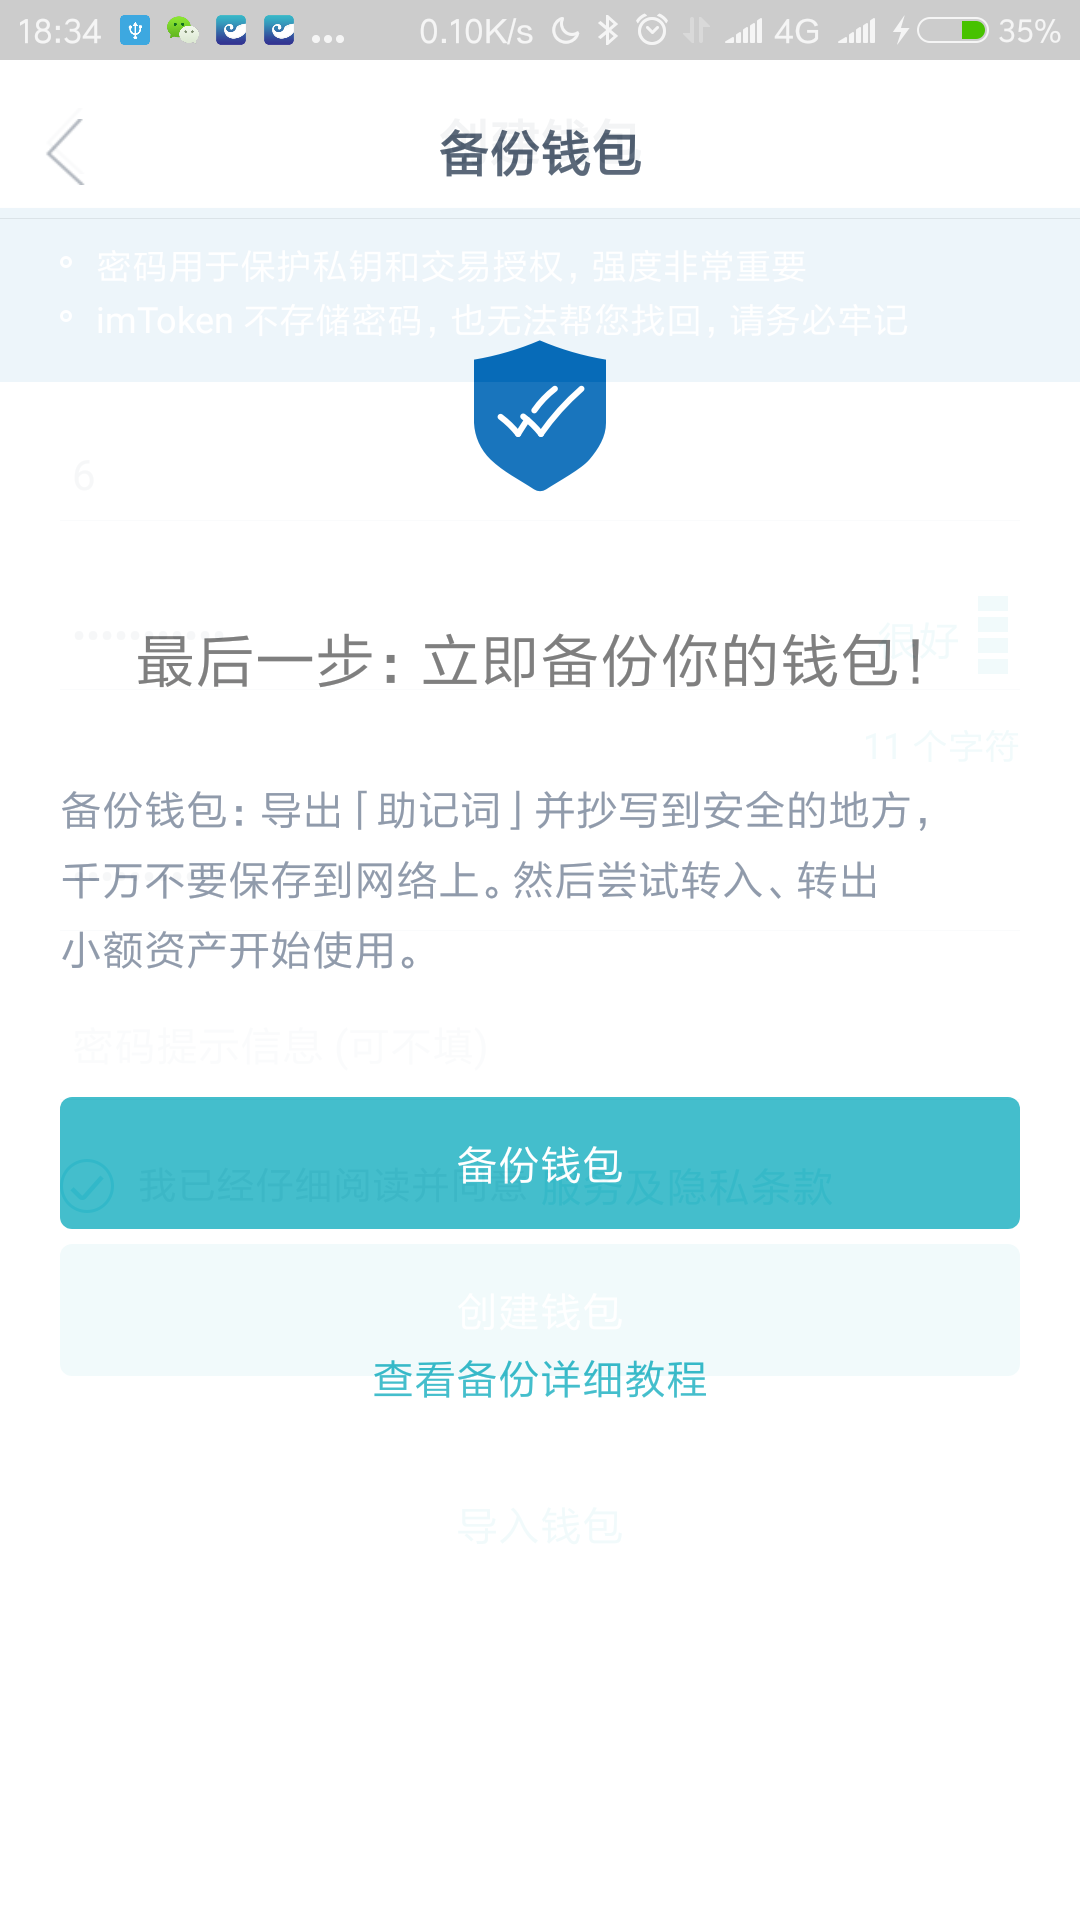 18:34 ... 0.10K/s 4G 35%
创建钱包
备份钱包
密码用于保护私钥和交易授权，强度非常重要
imToken 不存储密码，也无法帮您找回，请务必牢记
6
很好
最后一步：立即备份你的钱包！
11 个字符
备份钱包：导出「助记词」并抄写到安全的地方，
千万不要保存到网络上。然后尝试转入、转出
小额资产开始使用。
密码提示信息 (可不填)
备份钱包
我已经仔细阅读并同意 服务及隐私条款
创建钱包
查看备份详细教程
导入钱包